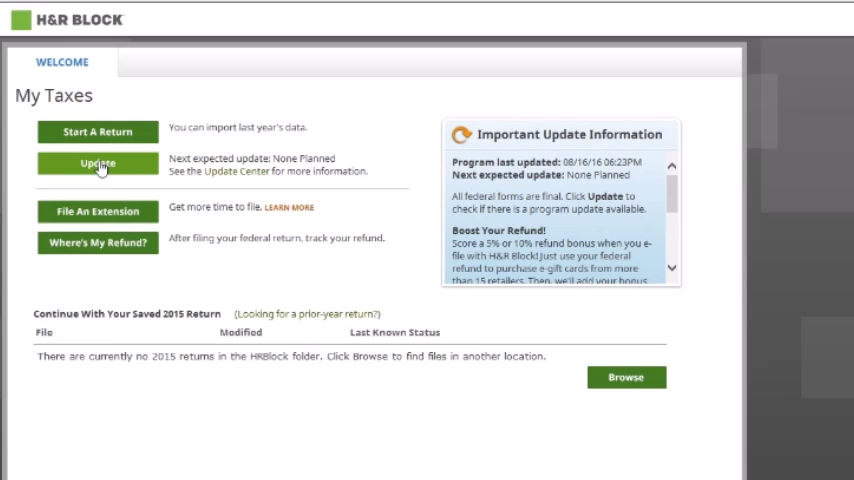 H&R BLOCK
WELCOME
My Taxes
Start A Return
You can import last year's data.
Update
Next expected update: None Planned
See the Update Center for more information.
File An Extension
Get more time to file. LEARN MORE
Where's My Refund?
After filing your federal return, track your refund.
Important Update Information
Program last updated: 08/16/16 06:23PM
Next expected update: None Planned
All federal forms are final. Click Update to
check if there is a program update available.
Boost Your Refund!
Score a 5% or 10% refund bonus when you e-
file with H&R Block! Just use your federal
refund to purchase e-gift cards from more
than 15 retailers. Then, we'll add your bonus
Continue With Your Saved 2015 Return (Looking for a prior-year return?)
File Modified Last Known Status
There are currently no 2015 returns in the HRBlock folder. Click Browse to find files in another location.
Browse